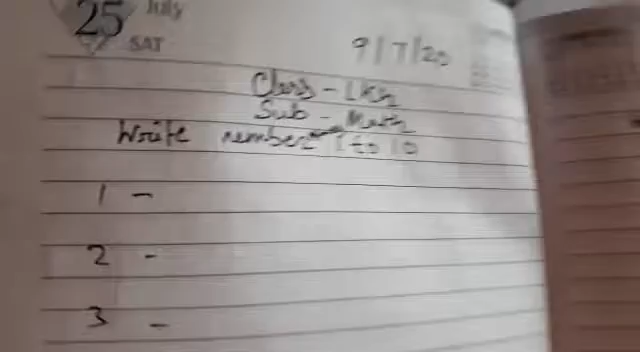 25 July
SAT
9/7/20
Class - LKG
Sub - Math
Write number 1 to 10
1 -
2 -
3 -